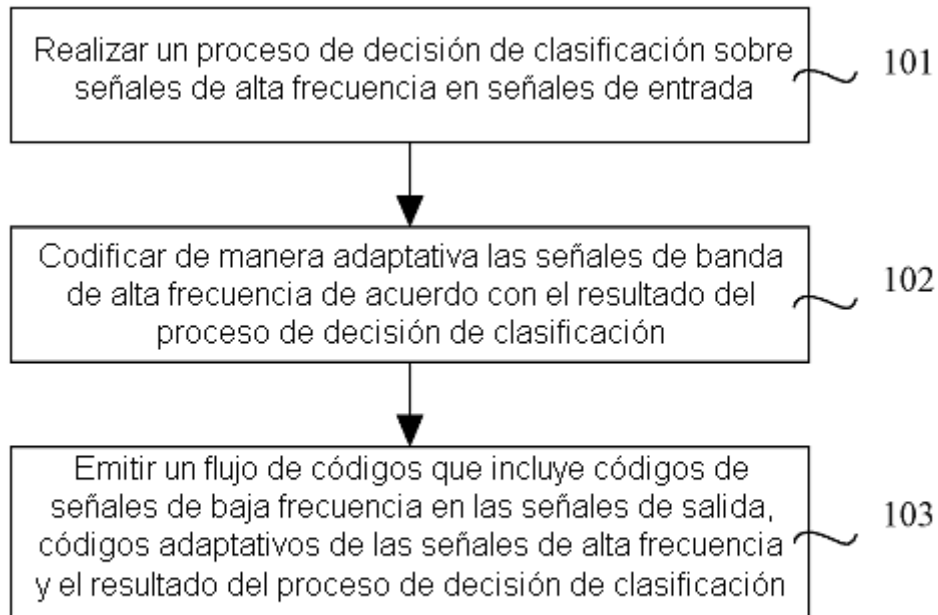 Realizar un proceso de decisión de clasificación sobre
señales de alta frecuencia en señales de entrada
101
Codificar de manera adaptativa las señales de banda
de alta frecuencia de acuerdo con el resultado del
proceso de decisión de clasificación
102
Emitir un flujo de códigos que incluye códigos de
señales de baja frecuencia en las señales de salida,
códigos adaptativos de las señales de alta frecuencia
y el resultado del proceso de decisión de clasificación
103